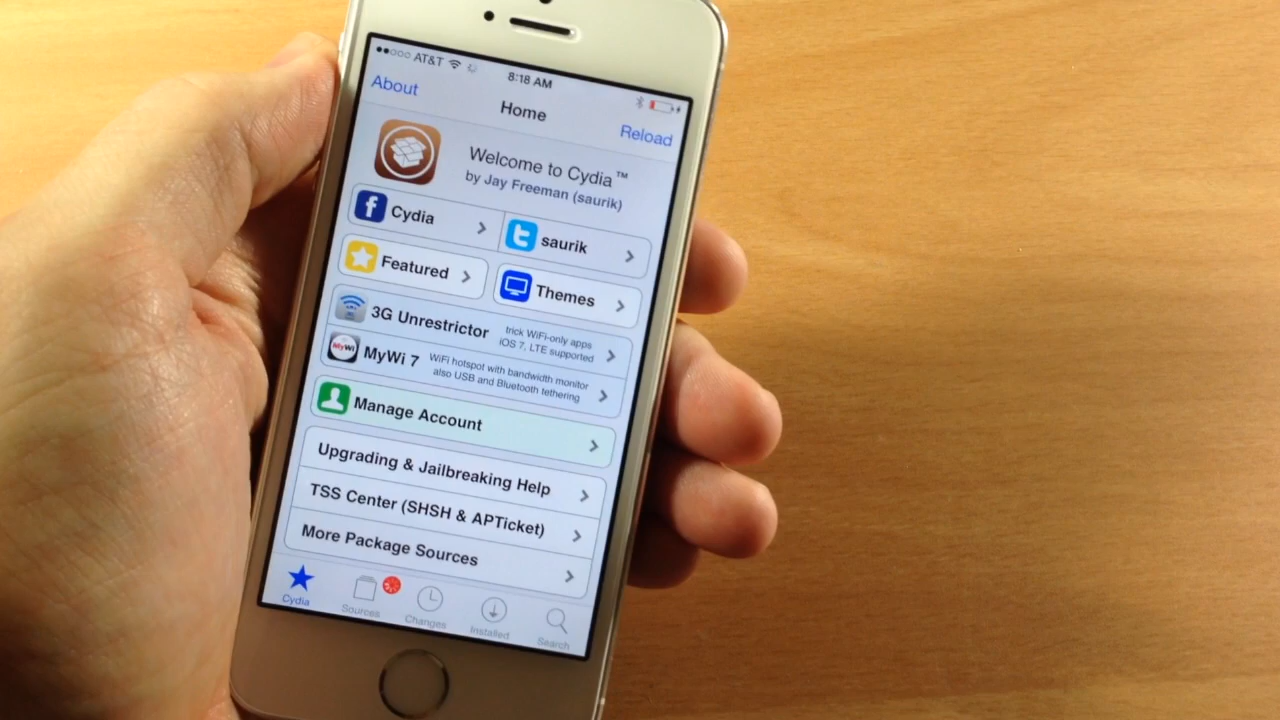 AT&T 8:18 AM
About
Home
Reload
Welcome to Cydia™
by Jay Freeman (saurik)
f Cydia
saurik
Featured
Themes
3G Unrestrictor
trick WiFi-only apps
iOS 7, LTE supported
MyWi
MyWi 7
WiFi hotspot with bandwidth monitor
also USB and Bluetooth tethering
Manage Account
Upgrading & Jailbreaking Help
TSS Center (SHSH & APTicket)
More Package Sources
Cydia
Sources
Changes
Installed
Search